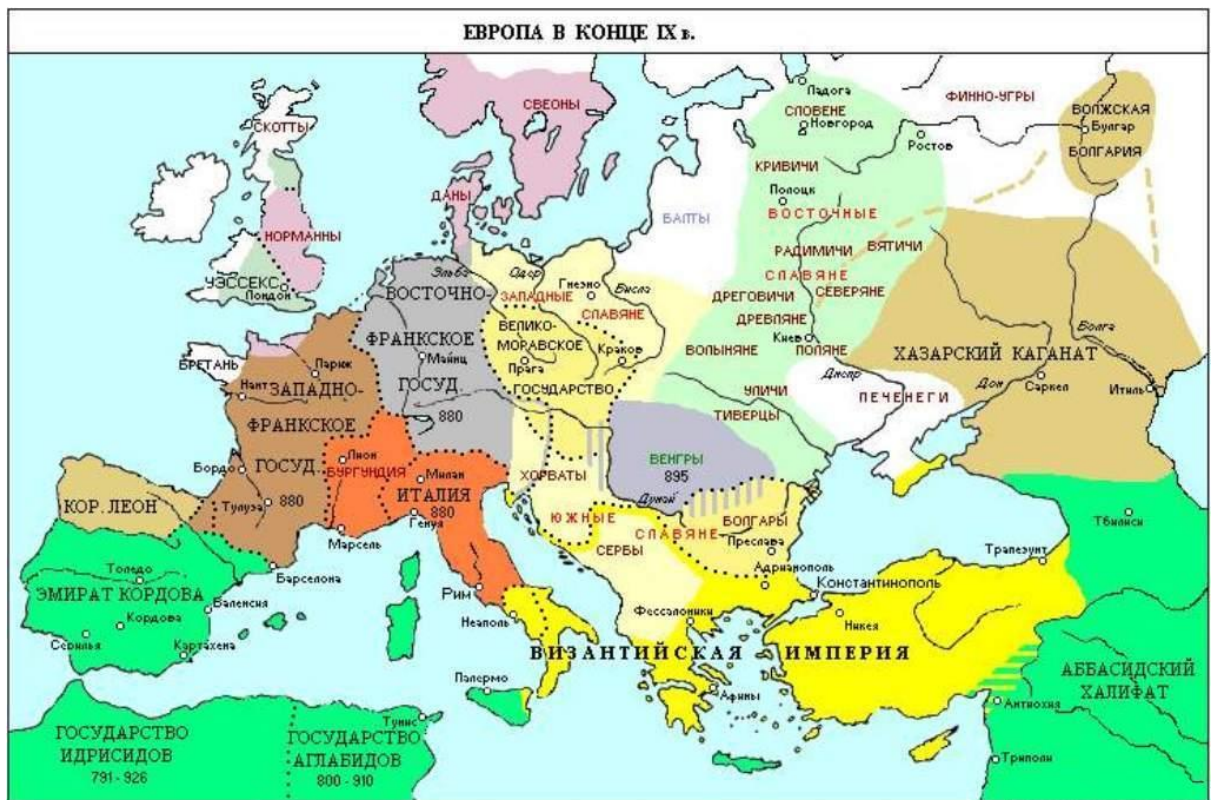 ЕВРОПА В КОНЦЕ IX в.
СКОТТЫ
СВЕОНЫ
Ладога
СЛОВЕНЕ
Новгород
ФИННО-УГРЫ
Ростов
ВОЛЖСКАЯ
Булгар
БОЛГАРИЯ
КРИВИЧИ
Полоцк
ДАНЫ
БАЛТЫ
ВОСТОЧНЫЕ
НОРМАННЫ
РАДИМИЧИ
ВЯТИЧИ
СЛАВЯНЕ
СЕВЕРЯНЕ
УЭССЕКС
Лондон
Эльба
Одер
Гнезно
Висла
ВОСТОЧНО-
ЗАПАДНЫЕ
СЛАВЯНЕ
ДРЕГОВИЧИ
ДРЕВЛЯНЕ
Киев
ВОЛЫНЯНЕ
ПОЛЯНЕ
Волга
ФРАНКСКОЕ
ВЕЛИКО-
МОРАВСКОЕ
Майнц
Прага
Краков
ГОСУД.
ГОСУДАРСТВО
880
ХАЗАРСКИЙ КАГАНАТ
Днепр
Дон
Саркел
Итиль
БРЕТАНЬ
Париж
Нант
ЗАПАДНО-
ФРАНКСКОЕ
УЛИЧИ
ТИВЕРЦЫ
ПЕЧЕНЕГИ
Бордо
ГОСУД.
Лион
БУРГУНДИЯ
Милан
ХОРВАТЫ
ВЕНГРЫ
895
КОР. ЛЕОН
Тулуза
880
ИТАЛИЯ
880
Генуя
Марсель
Дунай
ЮЖНЫЕ
СЛАВЯНЕ
БОЛГАРЫ
Преслава
СЕРБЫ
Адрианополь
Тбилиси
Трапезунт
Толедо
Барселона
ЭМИРАТ КОРДОВА
Валенсия
Кордова
Картахена
Рим
Неаполь
Фессалоники
Константинополь
Никея
ВИЗАНТИЙСКАЯ ИМПЕРИЯ
Палермо
Афины
АББАСИДСКИЙ
ХАЛИФАТ
Антиохия
Триполи
ГОСУДАРСТВО
ИДРИСИДОВ
791 - 926
Тунис
ГОСУДАРСТВО
АГЛАБИДОВ
800 - 910